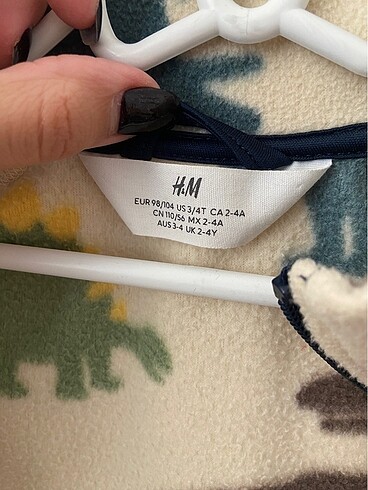 H&M
EUR 98/104 US 3/4T CA 2-4A
CN 110/56 MX 2-4A
AUS 3-4 UK 2-4Y